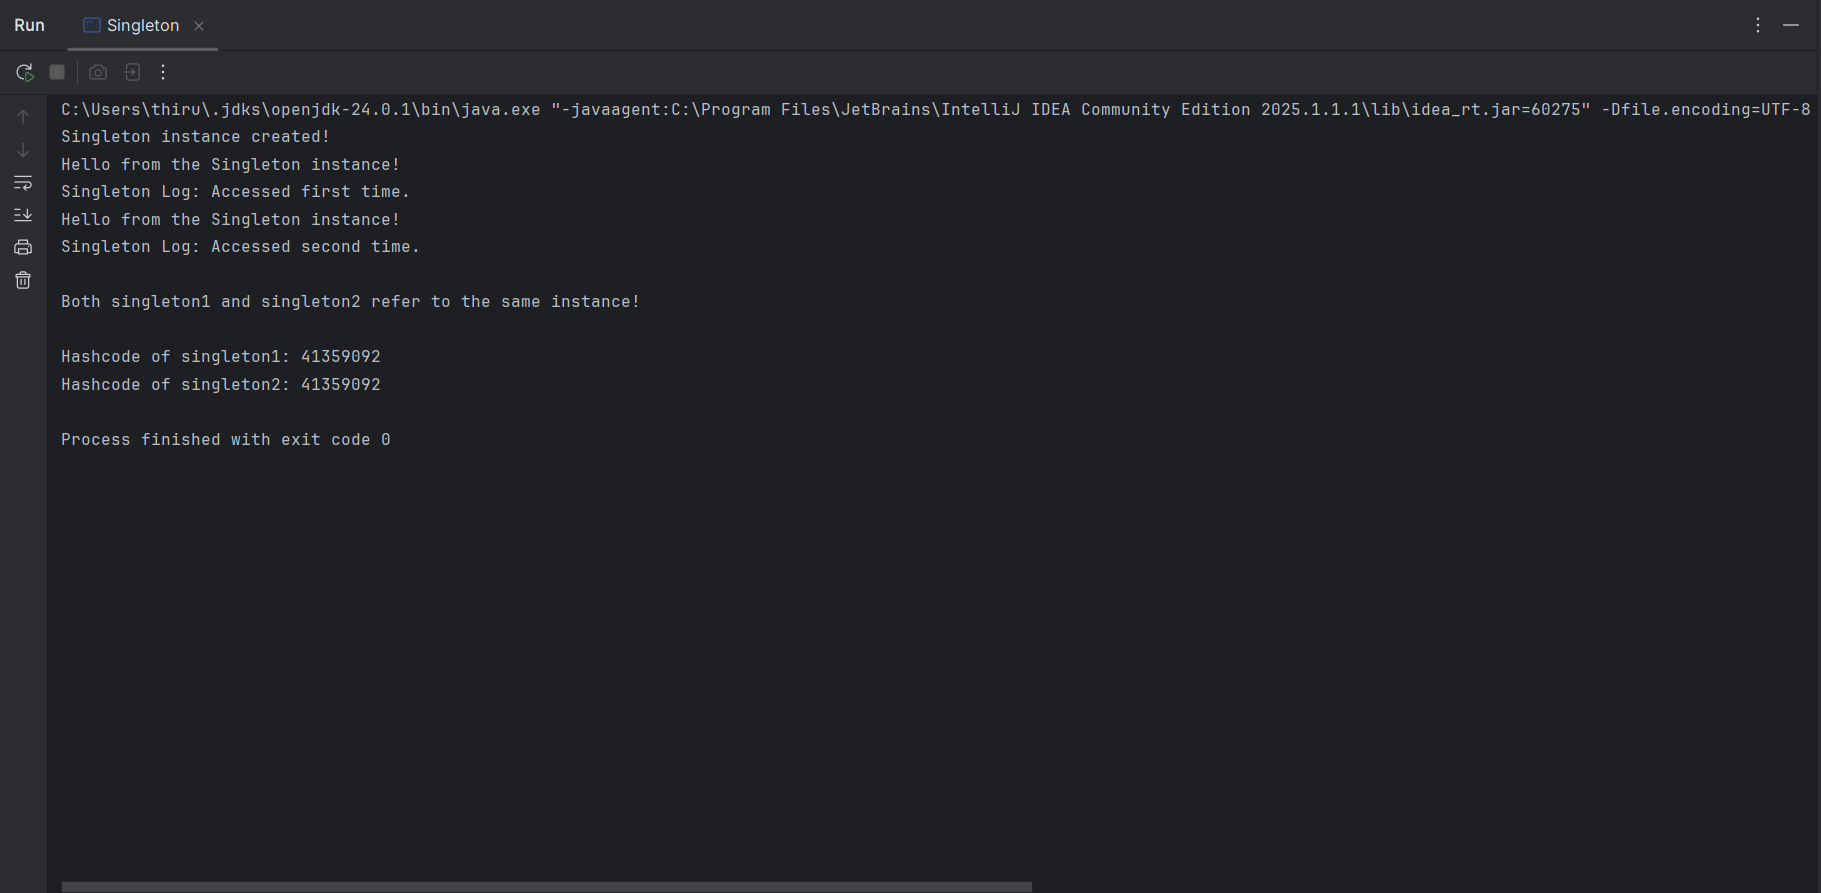 Run
Singleton
C:\Users\thiru\.jdks\openjdk-24.0.1\bin\java.exe "-javaagent:C:\Program Files\JetBrains\IntelliJ IDEA Community Edition 2025.1.1.1\lib\idea_rt.jar=60275" -Dfile.encoding=UTF-8
Singleton instance created!
Hello from the Singleton instance!
Singleton Log: Accessed first time.
Hello from the Singleton instance!
Singleton Log: Accessed second time.
Both singleton1 and singleton2 refer to the same instance!
Hashcode of singleton1: 41359092
Hashcode of singleton2: 41359092
Process finished with exit code 0